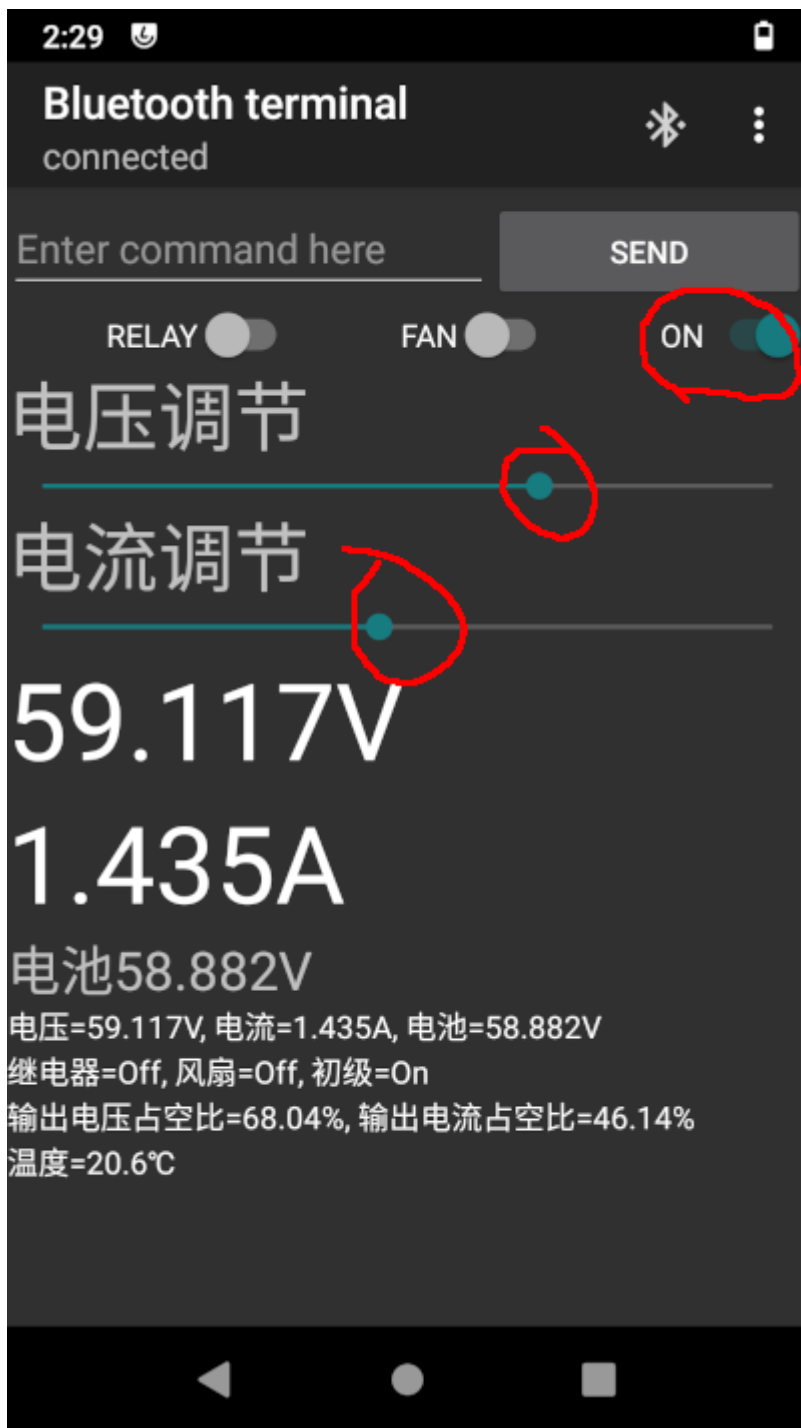 2:29
Bluetooth terminal
connected
Enter command here
SEND
RELAY FAN ON
电压调节
电流调节
59.117V
1.435A
电池58.882V
电压=59.117V, 电流=1.435A, 电池=58.882V
继电器=Off, 风扇=Off, 初级=On
输出电压占空比=68.04%, 输出电流占空比=46.14%
温度=20.6℃